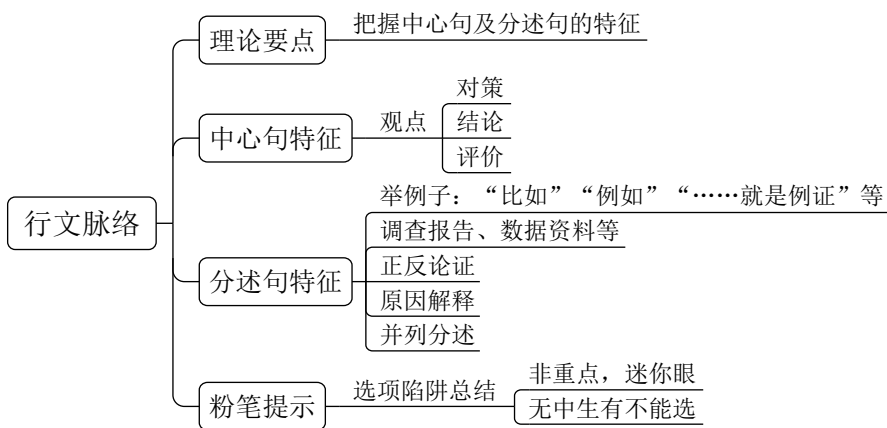 行文脉络
理论要点
把握中心句及分述句的特征
中心句特征
观点
对策
结论
评价
分述句特征
举例子：“比如”“例如”“……就是例证”等
调查报告、数据资料等
正反论证
原因解释
并列分述
粉笔提示
选项陷阱总结
非重点，迷你眼
无中生有不能选